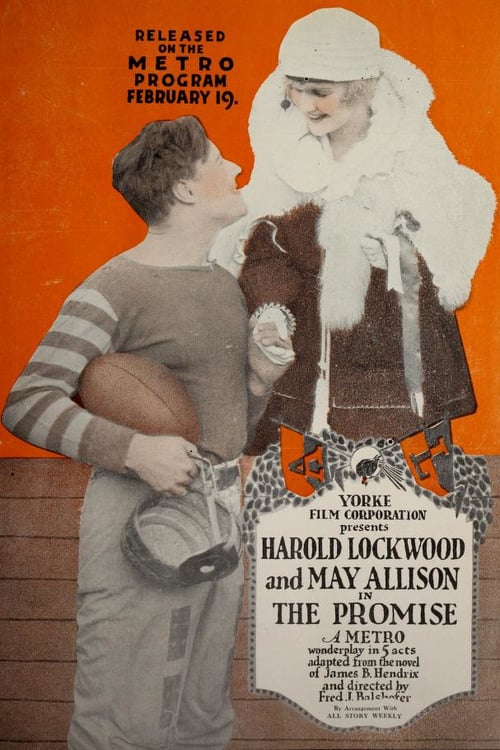 RELEASED
ON THE
METRO
PROGRAM
FEBRUARY 19.
A T
YORKE
FILM CORPORATION
presents
HAROLD LOCKWOOD
and MAY ALLISON
in
THE PROMISE
A METRO
wonderplay in 5 acts
adapted from the novel
of James B. Hendrix
and directed by
Fred J. Balshofer
By Arrangement With
ALL STORY WEEKLY